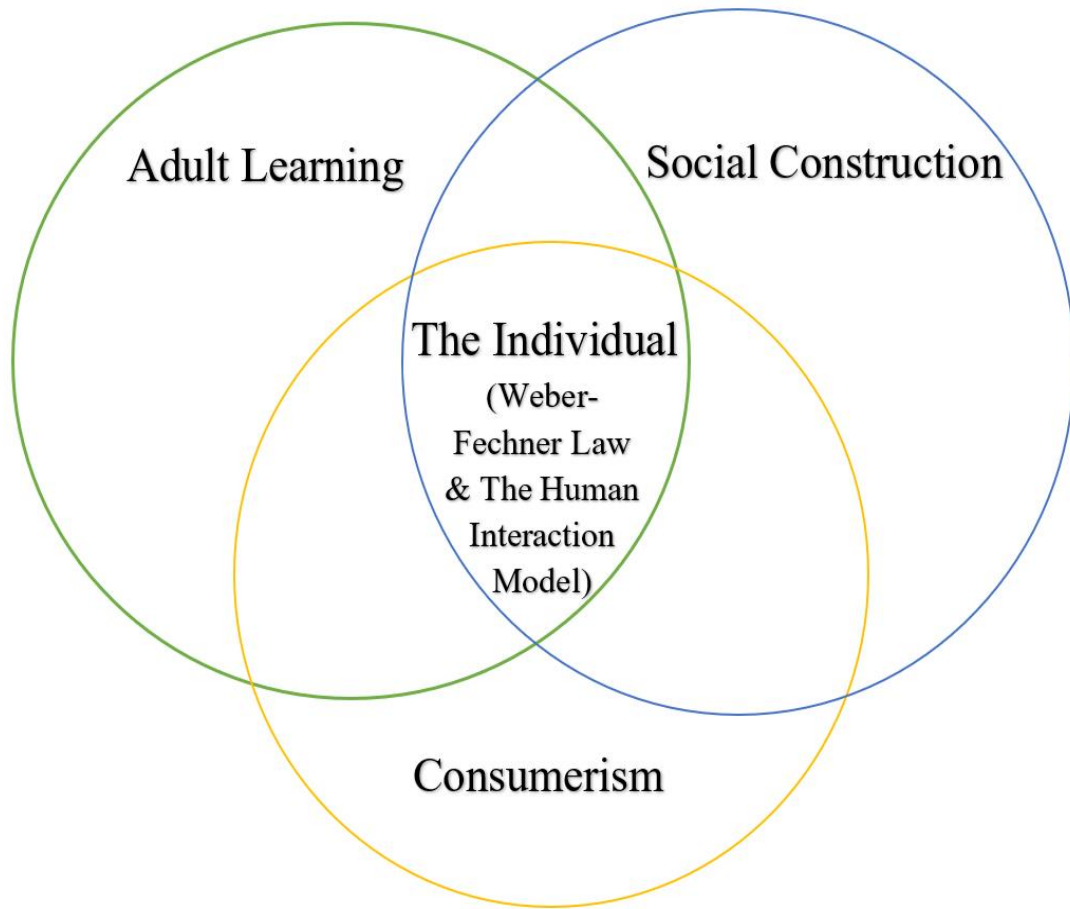 Adult Learning
Social Construction
The Individual
(Weber-
Fechner Law
& The Human
Interaction
Model)
Consumerism